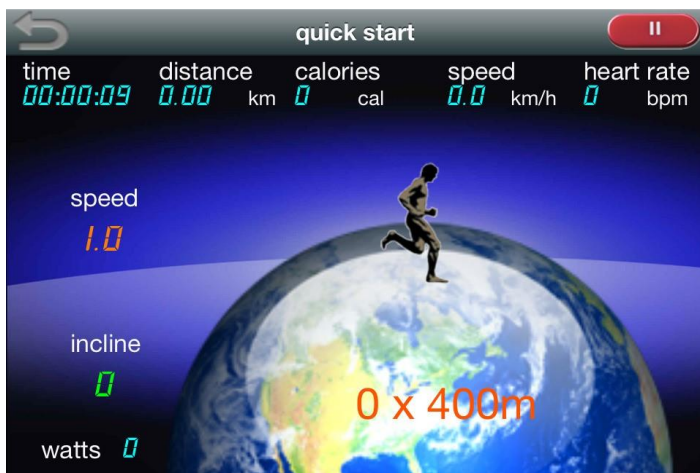 quick start
time distance calories speed heart rate
00:00:09 0.00 km 0 cal 0.0 km/h 0 bpm
speed
1.0
incline
0
0 x 400m
watts 0